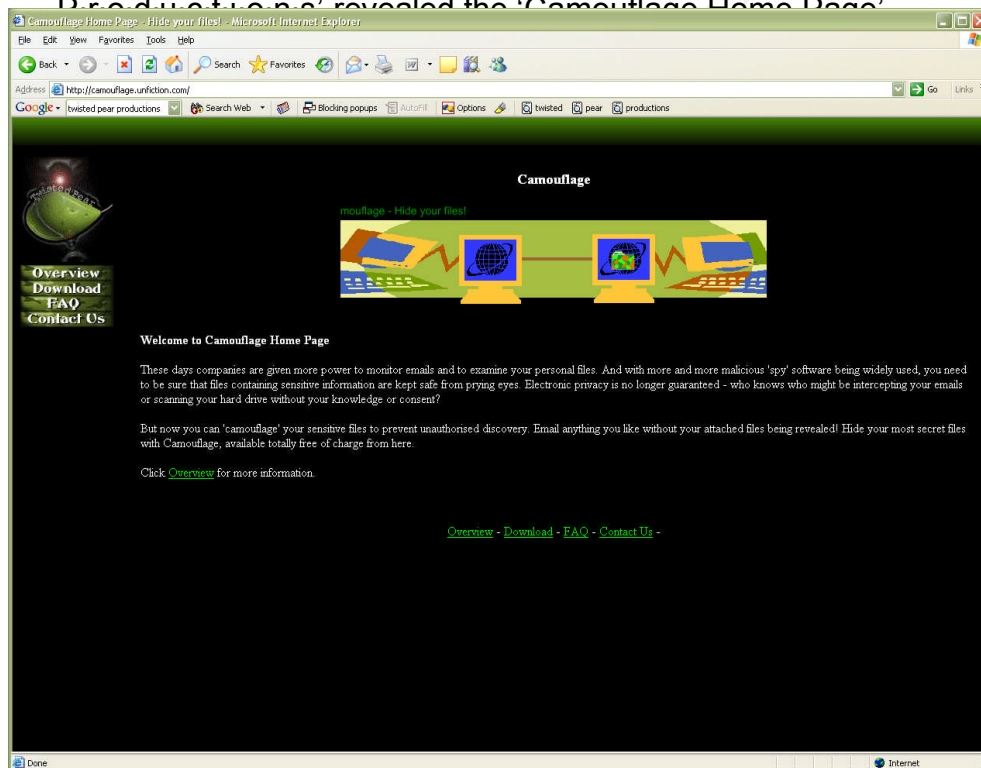 P·r·o·d·u·c·t·i·o·n·s' revealed the 'Camouflage Home Page'
Camouflage Home Page - Hide your files! - Microsoft Internet Explorer
File Edit View Favorites Tools Help
Back Search Favorites
Address http://camouflage.unfiction.com/ Go Links
Google twisted pear productions Search Web Blocking popups AutoFill Options twisted pear productions
Twisted Pear
Overview
Download
FAQ
Contact Us
Camouflage
mouflage - Hide your files!
Welcome to Camouflage Home Page
These days companies are given more power to monitor emails and to examine your personal files. And with more and more malicious 'spy' software being widely used, you need
to be sure that files containing sensitive information are kept safe from prying eyes. Electronic privacy is no longer guaranteed - who knows who might be intercepting your emails
or scanning your hard drive without your knowledge or consent?
But now you can 'camouflage' your sensitive files to prevent unauthorised discovery. Email anything you like without your attached files being revealed! Hide your most secret files
with Camouflage, available totally free of charge from here.
Click Overview for more information.
Overview - Download - FAQ - Contact Us -
Done Internet